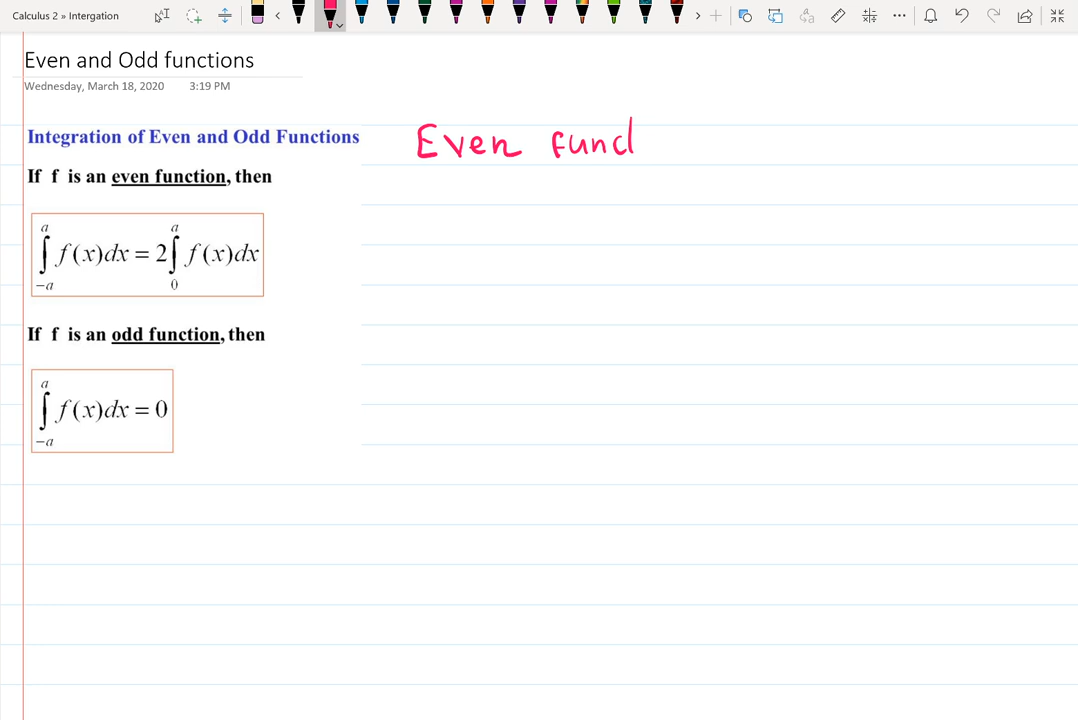 Calculus 2 » Intergation
Even and Odd functions
Wednesday, March 18, 2020 3:19 PM
Integration of Even and Odd Functions
Even funcl
If f is an even function, then
∫_{-a}^{a} f(x)dx = 2∫_{0}^{a} f(x)dx
If f is an odd function, then
∫_{-a}^{a} f(x)dx = 0